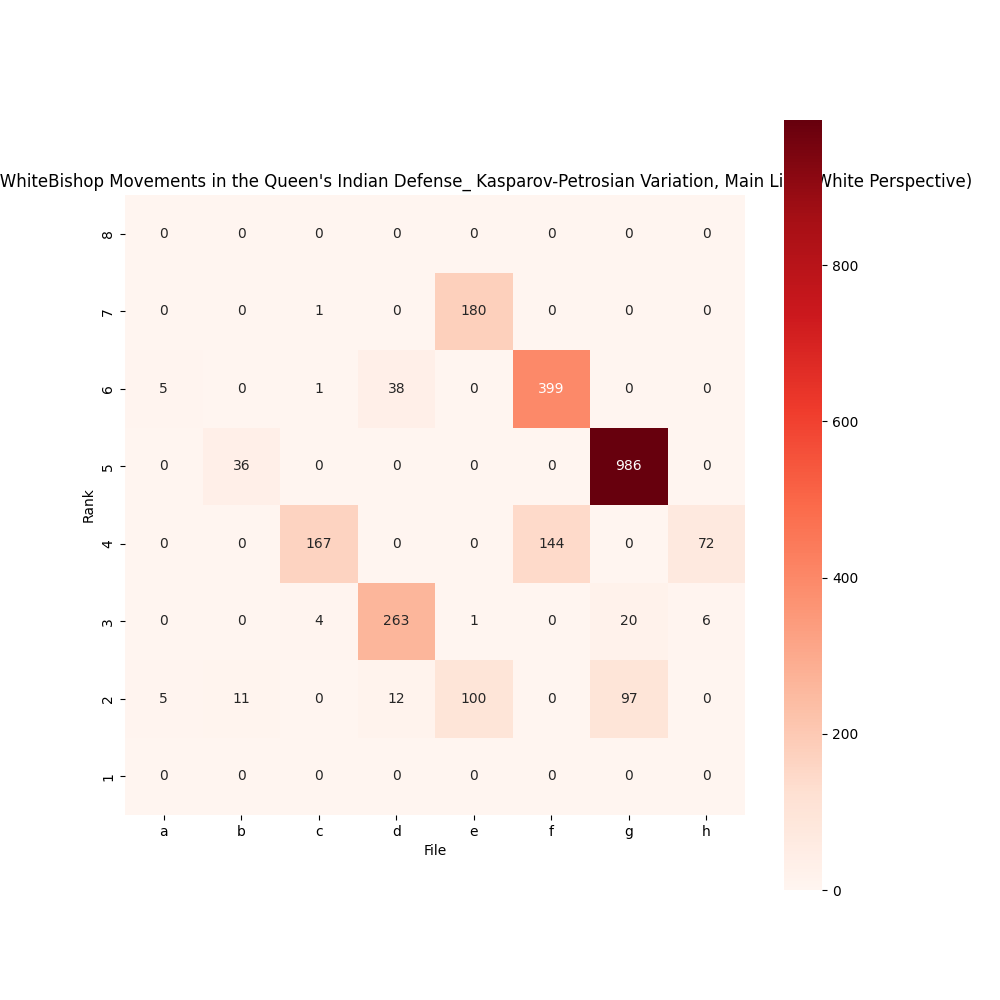 WhiteBishop Movements in the Queen's Indian Defense_ Kasparov-Petrosian Variation, Main Li White Perspective)
8 0 0 0 0 0 0 0 0
7 0 0 1 0 180 0 0 0
6 5 0 1 38 0 399 0 0
5 0 36 0 0 0 0 986 0
4 0 0 167 0 0 144 0 72
3 0 0 4 263 1 0 20 6
2 5 11 0 12 100 0 97 0
1 0 0 0 0 0 0 0 0
a b c d e f g h
File
Rank
800
600
400
200
0